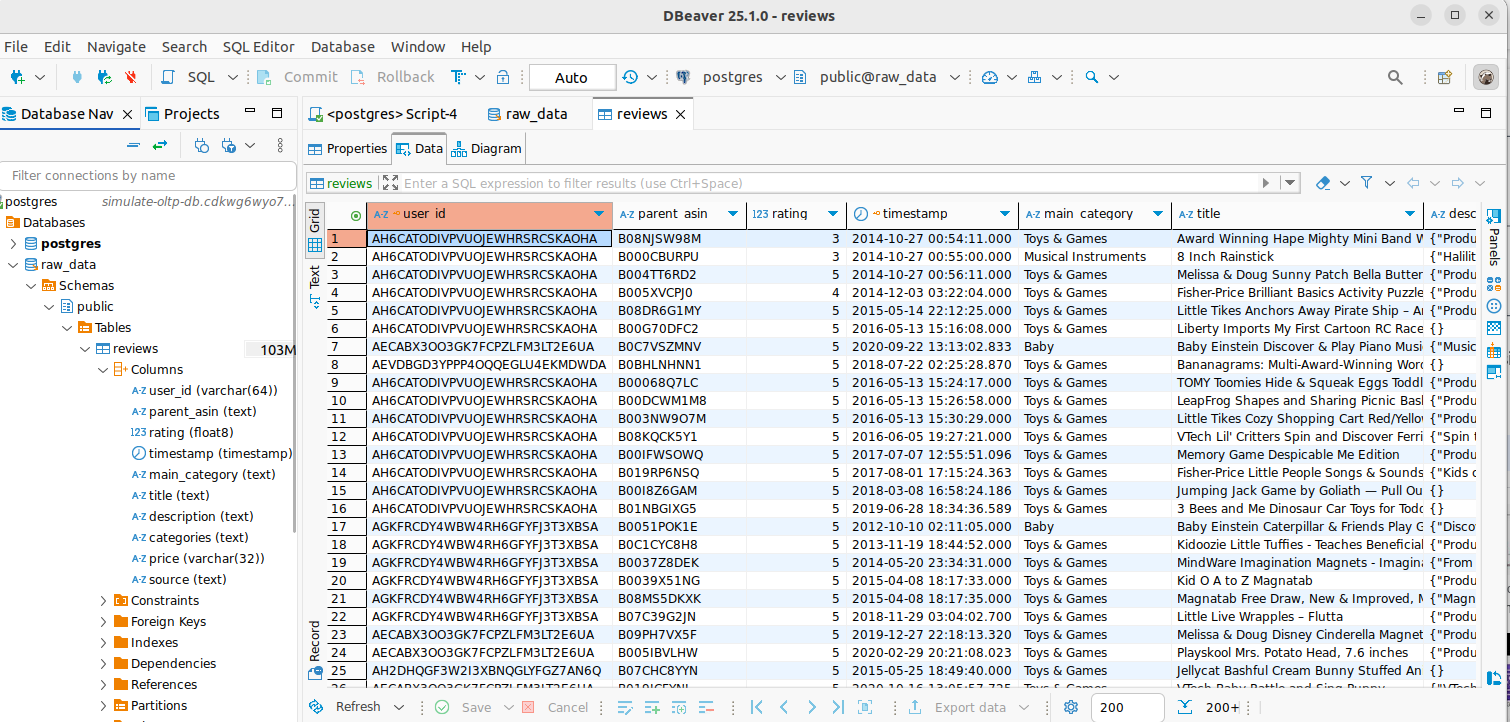 DBeaver 25.1.0 - reviews
File Edit Navigate Search SQL Editor Database Window Help
SQL Commit Rollback Auto postgres public@raw_data
Database Nav Projects <postgres> Script-4 raw_data reviews
Properties Data Diagram
Filter connections by name
reviews Enter a SQL expression to filter results (use Ctrl+Space)
postgres simulate-oltp-db.cdkwg6wyo7...
Databases
postgres
raw_data
Schemas
public
Tables
reviews 103M
Columns
user_id (varchar(64))
parent_asin (text)
rating (float8)
timestamp (timestamp)
main_category (text)
title (text)
description (text)
categories (text)
price (varchar(32))
source (text)
Constraints
Foreign Keys
Indexes
Dependencies
References
Partitions
Grid
Text
Record
user_id parent_asin 123 rating timestamp main_category title desc
1 AH6CATODIVPVUOJEWHRSRCSKAOHA B08NJSW98M 3 2014-10-27 00:54:11.000 Toys & Games Award Winning Hape Mighty Mini Band W {"Produ
2 AH6CATODIVPVUOJEWHRSRCSKAOHA B000CBURPU 3 2014-10-27 00:55:00.000 Musical Instruments 8 Inch Rainstick {"Halilit
3 AH6CATODIVPVUOJEWHRSRCSKAOHA B004TT6RD2 5 2014-10-27 00:56:11.000 Toys & Games Melissa & Doug Sunny Patch Bella Butter {"Produ
4 AH6CATODIVPVUOJEWHRSRCSKAOHA B005XVCPJ0 4 2014-12-03 03:22:04.000 Toys & Games Fisher-Price Brilliant Basics Activity Puzzle {"Produ
5 AH6CATODIVPVUOJEWHRSRCSKAOHA B08DR6G1MY 5 2015-05-14 22:12:25.000 Toys & Games Little Tikes Anchors Away Pirate Ship – Ar {"Produ
6 AH6CATODIVPVUOJEWHRSRCSKAOHA B00G70DFC2 5 2016-05-13 15:16:08.000 Toys & Games Liberty Imports My First Cartoon RC Race {}
7 AECABX3OO3GK7FCPZLFM3LT2E6UA B0C7VSZMNV 5 2020-09-22 13:13:02.833 Baby Baby Einstein Discover & Play Piano Musi {"Music
8 AEVDBGD3YPPP4OQQEGLU4EKMDWDA B0BHLNHNN1 5 2018-07-22 02:25:28.870 Toys & Games Bananagrams: Multi-Award-Winning Wor {}
9 AH6CATODIVPVUOJEWHRSRCSKAOHA B00068Q7LC 5 2016-05-13 15:24:17.000 Toys & Games TOMY Toomies Hide & Squeak Eggs Toddl {"Produ
10 AH6CATODIVPVUOJEWHRSRCSKAOHA B00DCWM1M8 5 2016-05-13 15:26:58.000 Toys & Games LeapFrog Shapes and Sharing Picnic Bask {"Produ
11 AH6CATODIVPVUOJEWHRSRCSKAOHA B003NW9O7M 5 2016-05-13 15:30:29.000 Toys & Games Little Tikes Cozy Shopping Cart Red/Yellow {"Produ
12 AH6CATODIVPVUOJEWHRSRCSKAOHA B08KQCK5Y1 5 2016-06-05 19:27:21.000 Toys & Games VTech Lil' Critters Spin and Discover Ferri {"Spin t
13 AH6CATODIVPVUOJEWHRSRCSKAOHA B00IFWSOWQ 5 2017-07-07 12:55:51.096 Toys & Games Memory Game Despicable Me Edition {"Produ
14 AH6CATODIVPVUOJEWHRSRCSKAOHA B019RP6NSQ 5 2017-08-01 17:15:24.363 Toys & Games Fisher-Price Little People Songs & Sounds {"Kids c
15 AH6CATODIVPVUOJEWHRSRCSKAOHA B00I8Z6GAM 5 2018-03-08 16:58:24.186 Toys & Games Jumping Jack Game by Goliath — Pull Ou {}
16 AH6CATODIVPVUOJEWHRSRCSKAOHA B01NBGIXG5 5 2019-06-28 18:34:36.589 Toys & Games 3 Bees and Me Dinosaur Car Toys for Todd {}
17 AGKFRCDY4WBW4RH6GFYFJ3T3XBSA B0051POK1E 5 2012-10-10 02:11:05.000 Baby Baby Einstein Caterpillar & Friends Play G {"Disco
18 AGKFRCDY4WBW4RH6GFYFJ3T3XBSA B0C1CYC8H8 5 2013-11-19 18:44:52.000 Toys & Games Kidoozie Little Tuffies - Teaches Beneficial {"Produ
19 AGKFRCDY4WBW4RH6GFYFJ3T3XBSA B0037Z8DEK 5 2014-05-20 23:34:31.000 Toys & Games MindWare Imagination Magnets - Imagina {"From
20 AGKFRCDY4WBW4RH6GFYFJ3T3XBSA B0039X51NG 5 2015-04-08 18:17:33.000 Toys & Games Kid O A to Z Magnatab {"Produ
21 AGKFRCDY4WBW4RH6GFYFJ3T3XBSA B08MS5DKXK 5 2015-04-08 18:17:35.000 Toys & Games Magnatab Free Draw, New & Improved, M {"Magn
22 AGKFRCDY4WBW4RH6GFYFJ3T3XBSA B07C39G2JN 5 2018-11-29 03:04:02.700 Toys & Games Little Live Wrapples – Flutta {"Produ
23 AECABX3OO3GK7FCPZLFM3LT2E6UA B09PH7VX5F 5 2019-12-27 22:18:13.320 Toys & Games Melissa & Doug Disney Cinderella Magnet {"Produ
24 AECABX3OO3GK7FCPZLFM3LT2E6UA B005IBVLHW 5 2020-02-29 20:21:08.023 Toys & Games Playskool Mrs. Potato Head, 7.6 inches {"Produ
25 AH2DHQGF3W2I3XBNQGLYFGZ7AN6Q B07CHC8YYN 5 2015-05-25 18:49:40.000 Toys & Games Jellycat Bashful Cream Bunny Stuffed An {}
Panels
Refresh Save Cancel Export data 200 200+